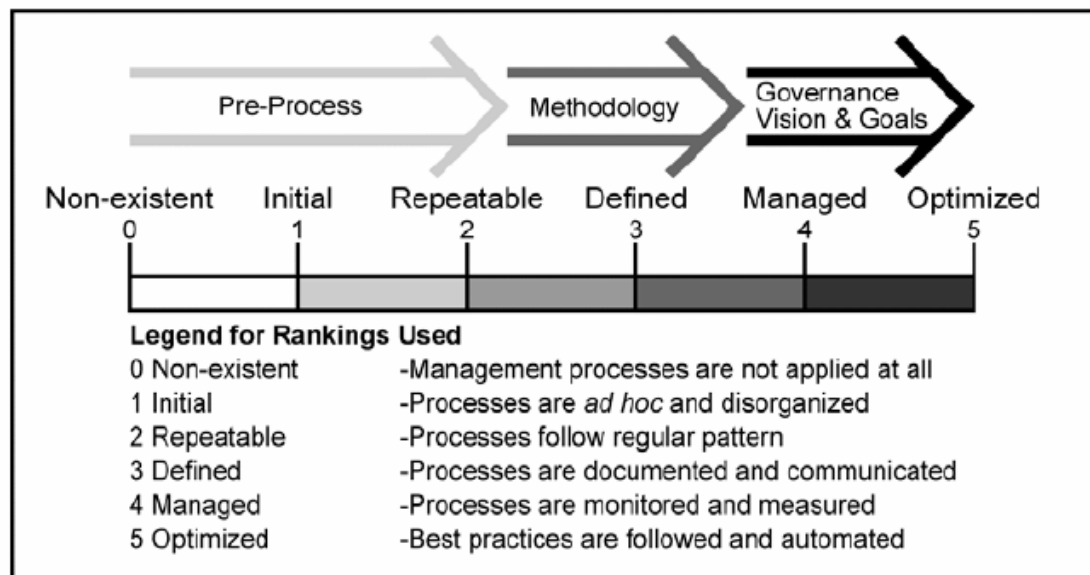 Pre-Process
Methodology
Governance
Vision & Goals
Non-existent Initial Repeatable Defined Managed Optimized
0 1 2 3 4 5
Legend for Rankings Used
0 Non-existent -Management processes are not applied at all
1 Initial -Processes are ad hoc and disorganized
2 Repeatable -Processes follow regular pattern
3 Defined -Processes are documented and communicated
4 Managed -Processes are monitored and measured
5 Optimized -Best practices are followed and automated